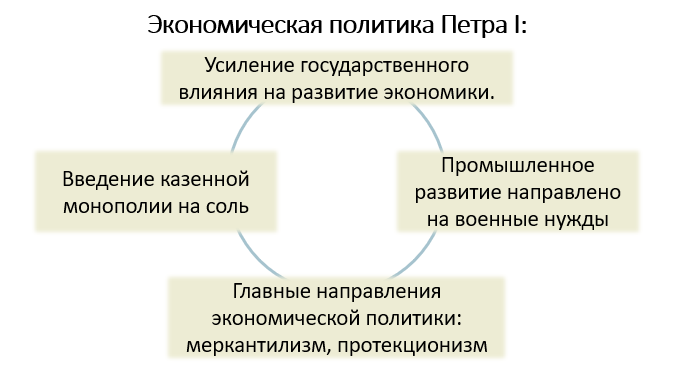 Экономическая политика Петра I:
Усиление государственного
влияния на развитие экономики.
Введение казенной
монополии на соль
Промышленное
развитие направлено
на военные нужды
Главные направления
экономической политики:
меркантилизм, протекционизм